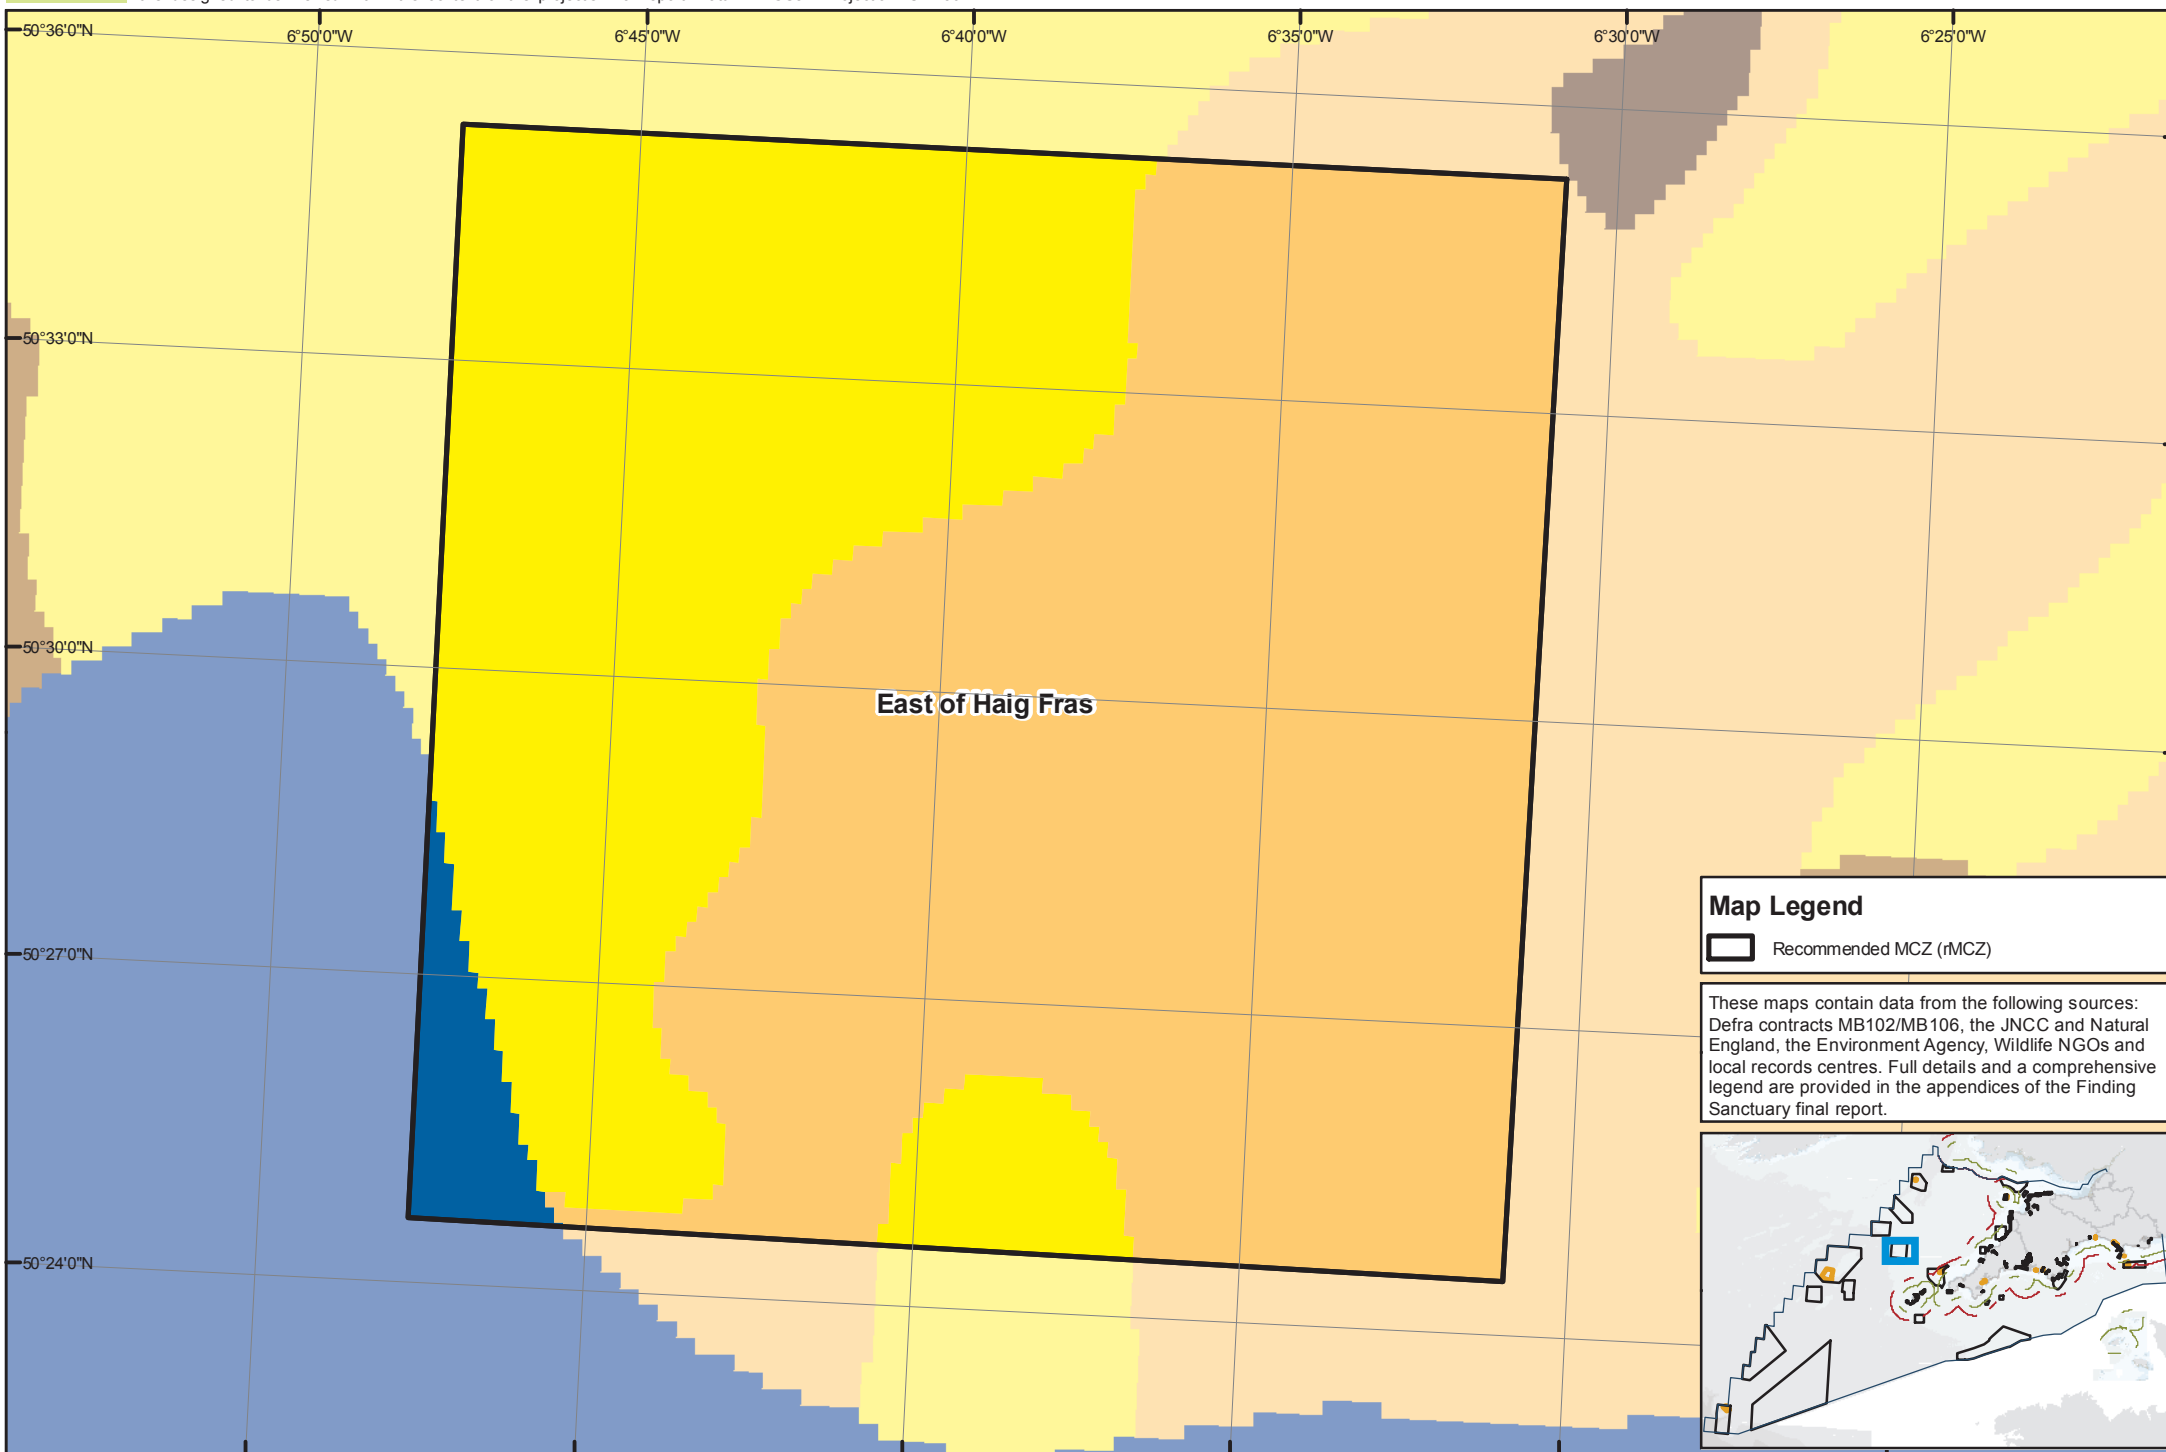 6°50'0"W 6°45'0"W 6°40'0"W 6°35'0"W 6°30'0"W 6°25'0"W
50°36'0"N
50°33'0"N
50°30'0"N
50°27'0"N
50°24'0"N
East of Haig Fras
Map Legend
Recommended MCZ (rMCZ)
These maps contain data from the following sources:
Defra contracts MB102/MB106, the JNCC and Natural
England, the Environment Agency, Wildlife NGOs and
local records centres. Full details and a comprehensive
legend are provided in the appendices of the Finding
Sanctuary final report.